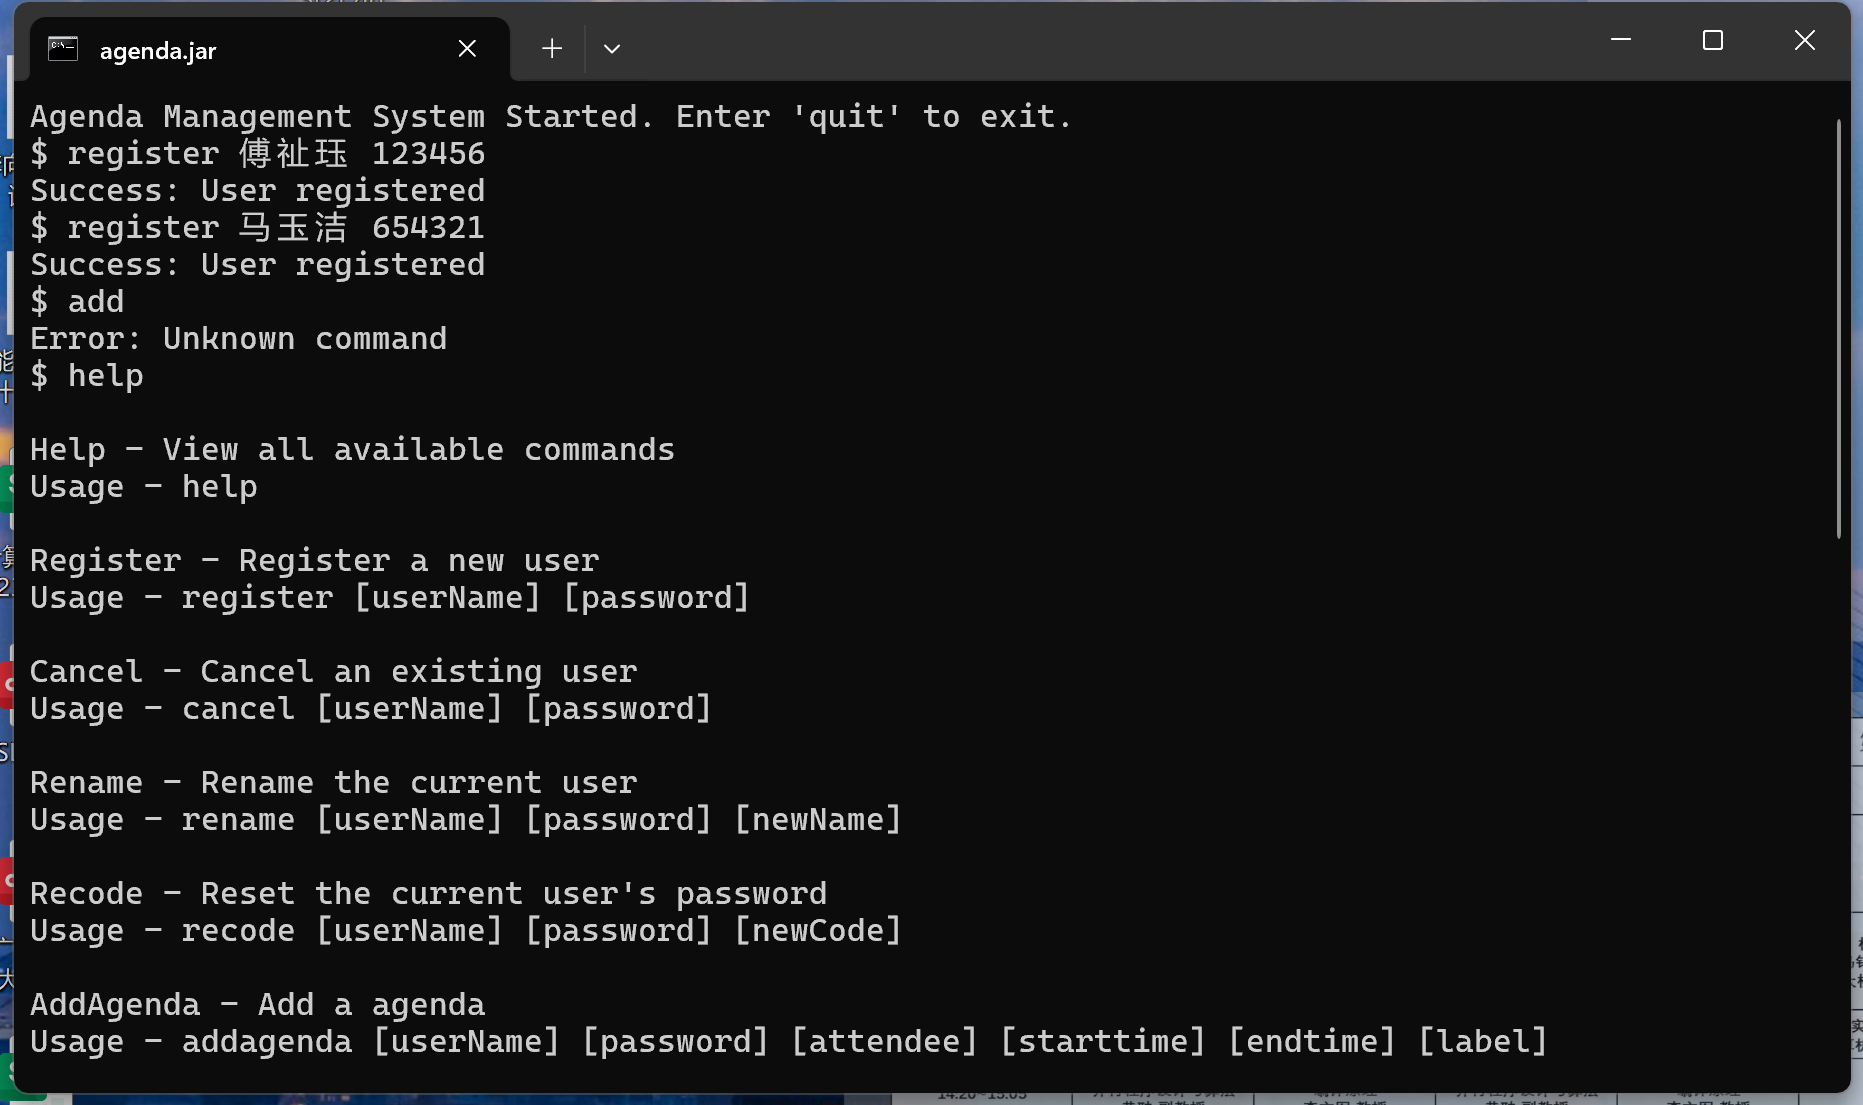 agenda.jar
Agenda Management System Started. Enter 'quit' to exit.
$ register 傅祉珏 123456
Success: User registered
$ register 马玉洁 654321
Success: User registered
$ add
Error: Unknown command
$ help
Help - View all available commands
Usage - help
Register - Register a new user
Usage - register [userName] [password]
Cancel - Cancel an existing user
Usage - cancel [userName] [password]
Rename - Rename the current user
Usage - rename [userName] [password] [newName]
Recode - Reset the current user's password
Usage - recode [userName] [password] [newCode]
AddAgenda - Add a agenda
Usage - addagenda [userName] [password] [attendee] [starttime] [endtime] [label]